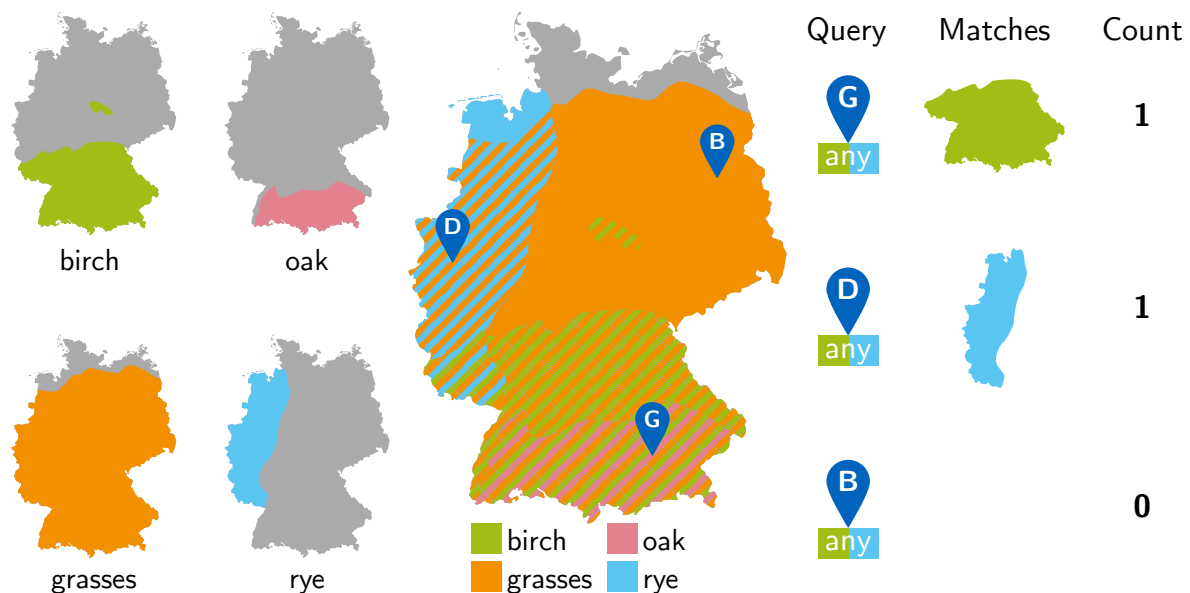 Query Matches Count
G
any
1
B
D
D
any
1
G
B
any
0
birch
oak
grasses
rye
birch
oak
grasses
rye